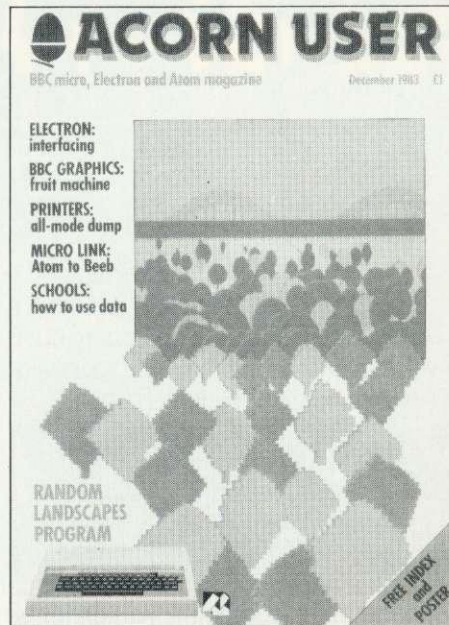 ACORN USER
BBC micro, Electron and Atom magazine December 1983 £1
ELECTRON:
interfacing
BBC GRAPHICS:
fruit machine
PRINTERS:
all-mode dump
MICRO LINK:
Atom to Beeb
SCHOOLS:
how to use data
RANDOM
LANDSCAPES
PROGRAM
FREE INDEX
and
POSTER